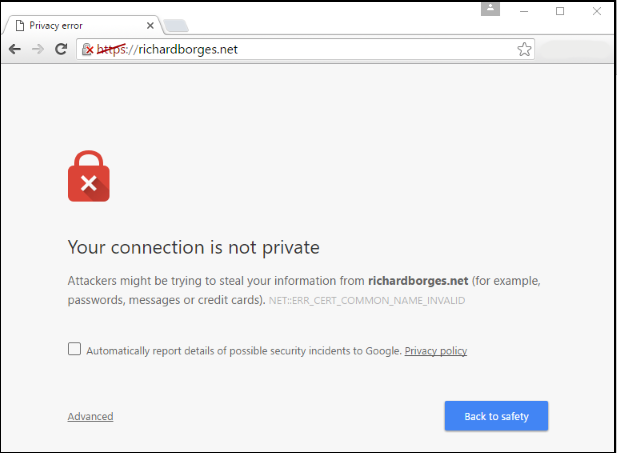 Privacy error
https://richardborges.net
Your connection is not private
Attackers might be trying to steal your information from richardborges.net (for example,
passwords, messages or credit cards). NET::ERR_CERT_COMMON_NAME_INVALID
Automatically report details of possible security incidents to Google. Privacy policy
Advanced
Back to safety